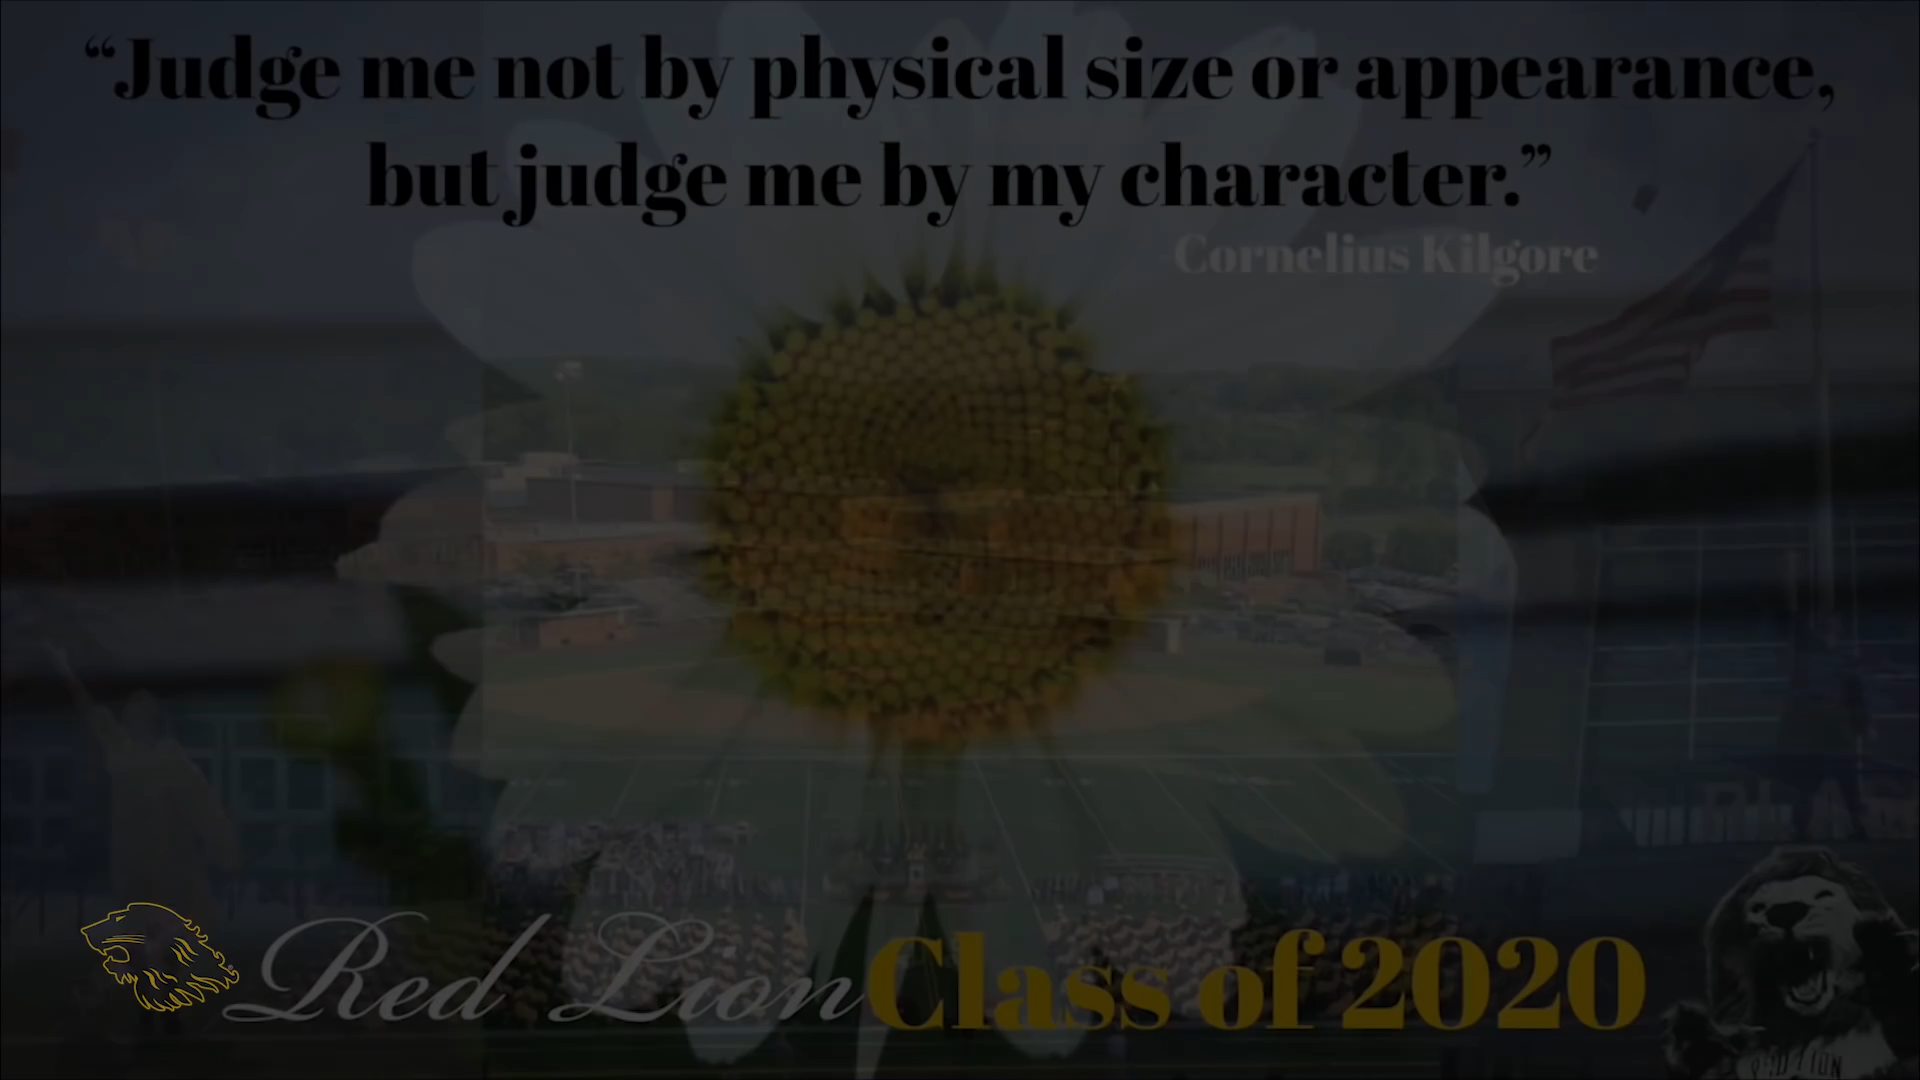 “Judge me not by physical size or appearance,
but judge me by my character.”
Cornelius Kilgore
Red Lion Class of 2020